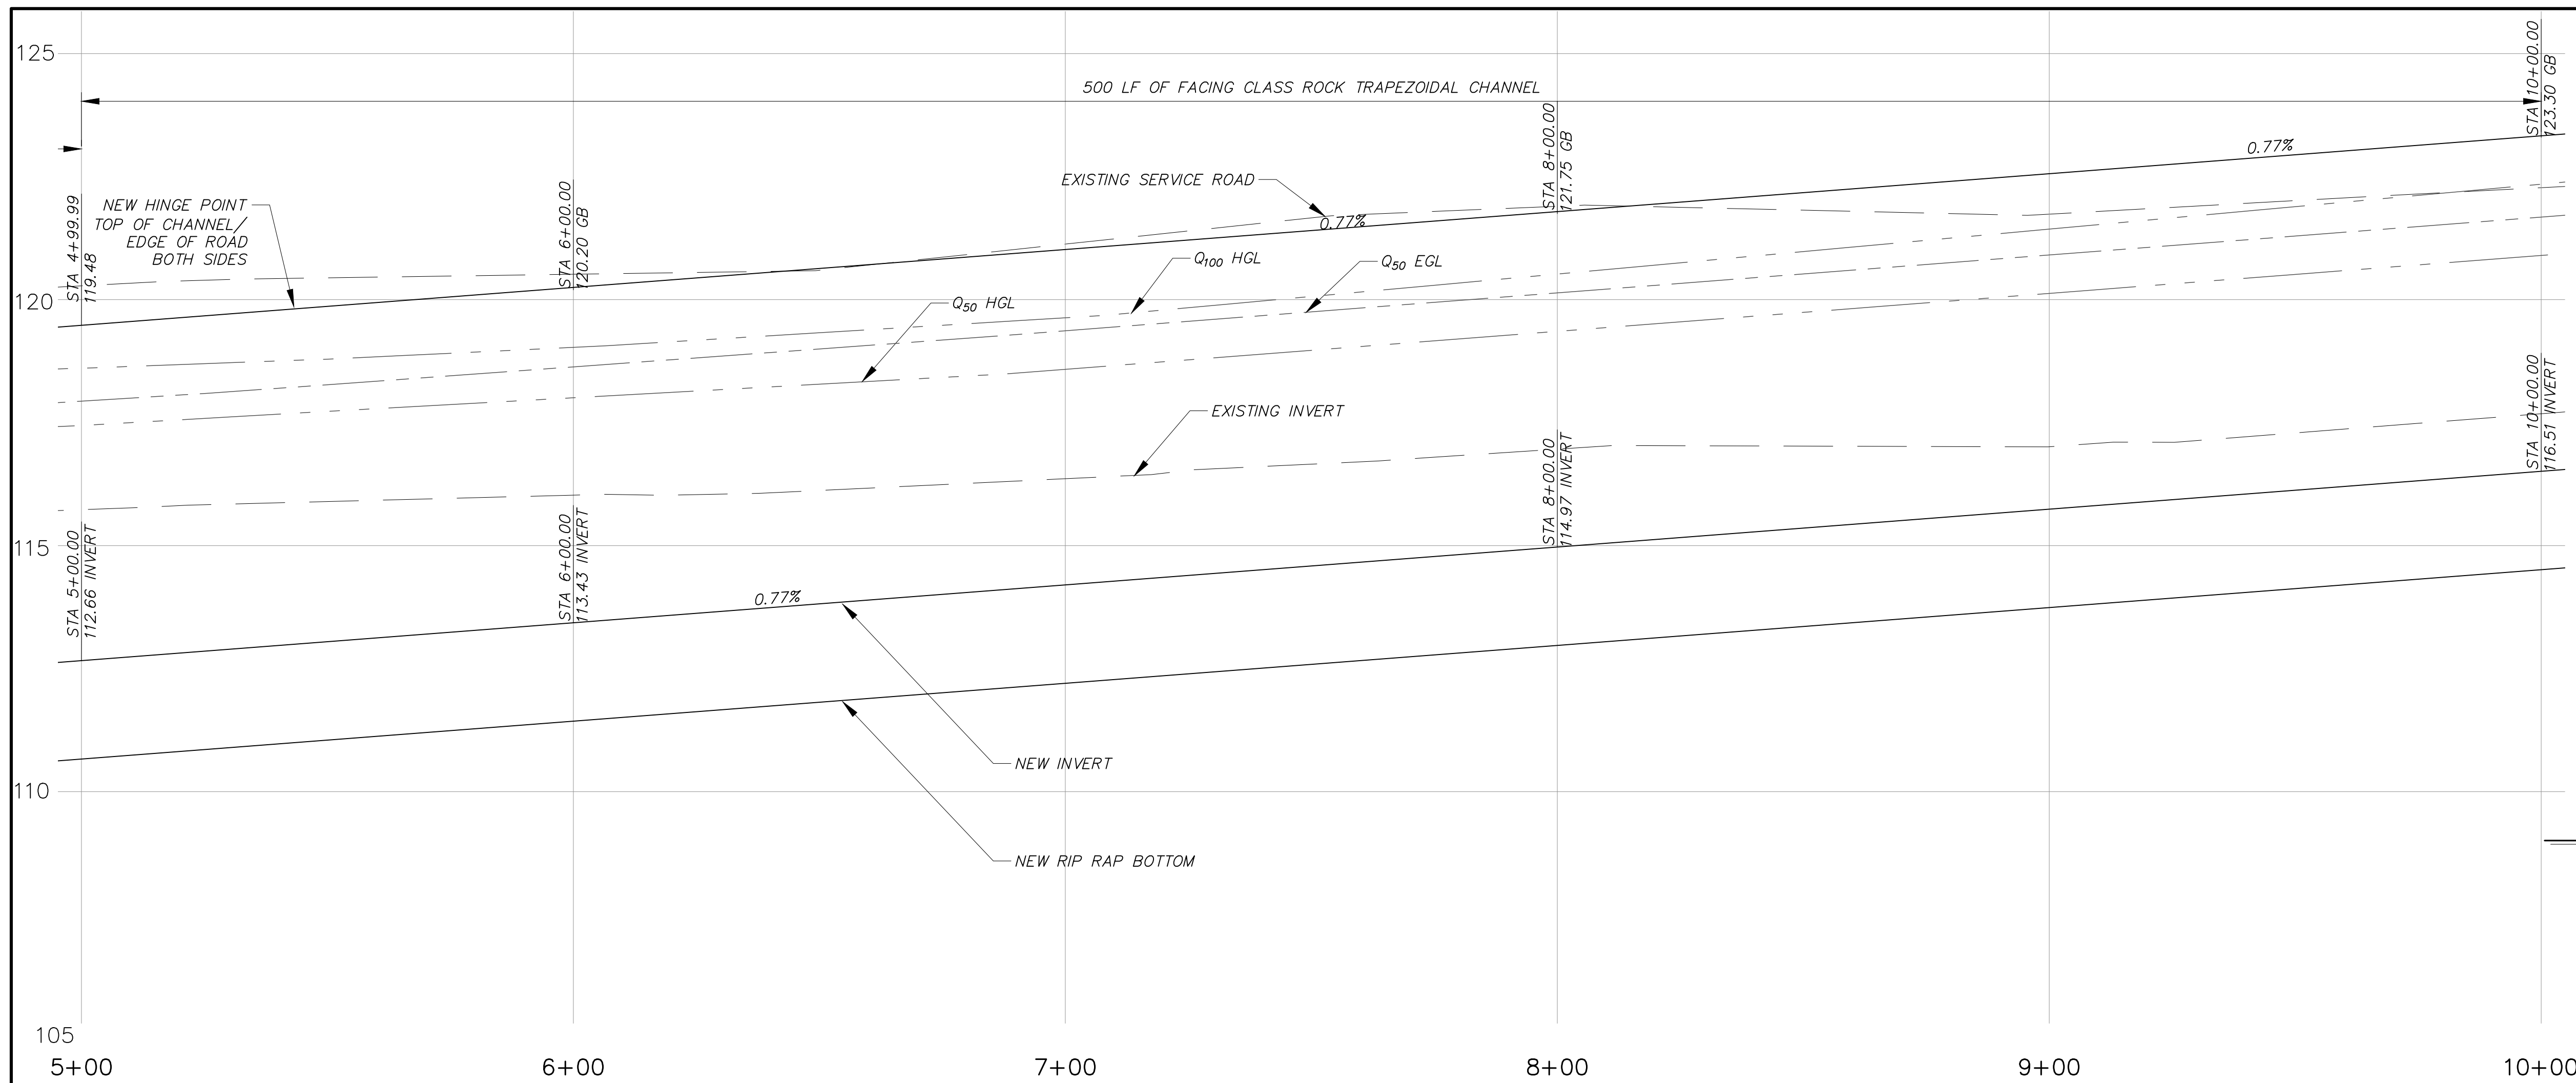 125
500 LF OF FACING CLASS ROCK TRAPEZOIDAL CHANNEL
STA 10+00.00
123.30 GB
STA 8+00.00
121.75 GB
0.77%
EXISTING SERVICE ROAD
STA 6+00.00
120.20 GB
STA 4+99.99
119.48
NEW HINGE POINT
TOP OF CHANNEL/
EDGE OF ROAD
BOTH SIDES
0.77%
Q100 HGL
Q50 EGL
Q50 HGL
120
EXISTING INVERT
STA 10+00.00
116.51 INVERT
STA 8+00.00
114.97 INVERT
115
STA 5+00.00
112.66 INVERT
STA 6+00.00
113.43 INVERT
0.77%
NEW INVERT
110
NEW RIP RAP BOTTOM
105
5+00
6+00
7+00
8+00
9+00
10+00